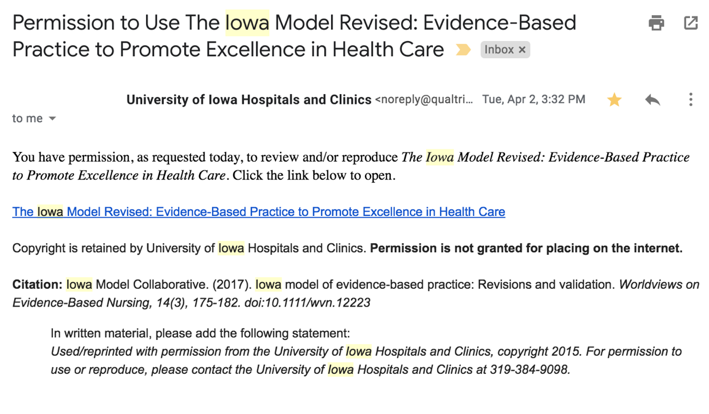 Permission to Use The Iowa Model Revised: Evidence-Based
Practice to Promote Excellence in Health Care
Inbox ×
University of Iowa Hospitals and Clinics <noreply@qualtri... Tue, Apr 2, 3:32 PM
to me
You have permission, as requested today, to review and/or reproduce The Iowa Model Revised: Evidence-Based Practice
to Promote Excellence in Health Care. Click the link below to open.
The Iowa Model Revised: Evidence-Based Practice to Promote Excellence in Health Care
Copyright is retained by University of Iowa Hospitals and Clinics. Permission is not granted for placing on the internet.
Citation: Iowa Model Collaborative. (2017). Iowa model of evidence-based practice: Revisions and validation. Worldviews on
Evidence-Based Nursing, 14(3), 175-182. doi:10.1111/wvn.12223
In written material, please add the following statement:
Used/reprinted with permission from the University of Iowa Hospitals and Clinics, copyright 2015. For permission to
use or reproduce, please contact the University of Iowa Hospitals and Clinics at 319-384-9098.